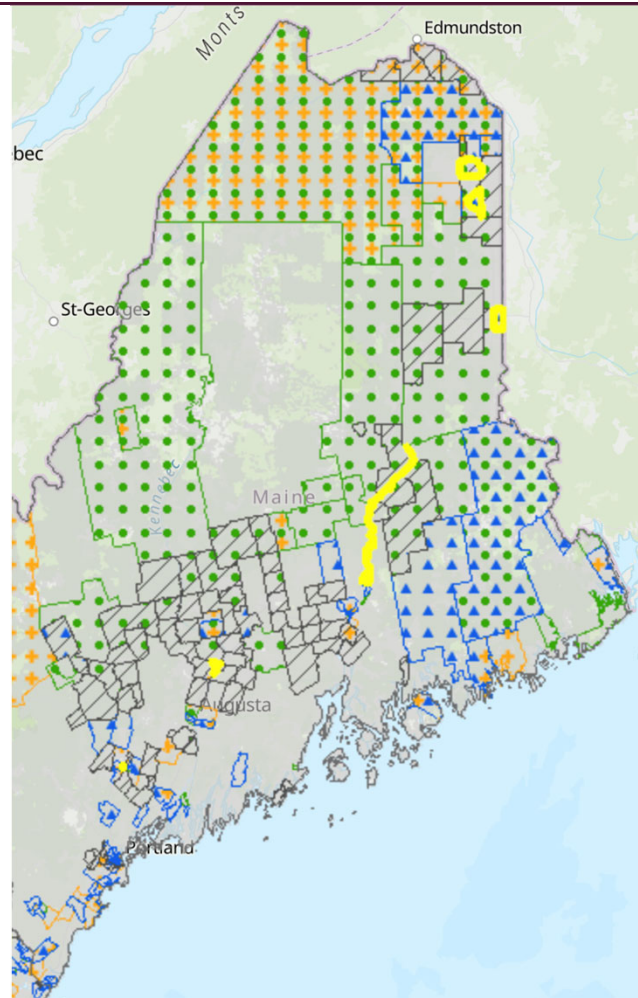 Edmundston
Monts
bec
St-Georges
Kennebec
Maine
Augusta
Portland